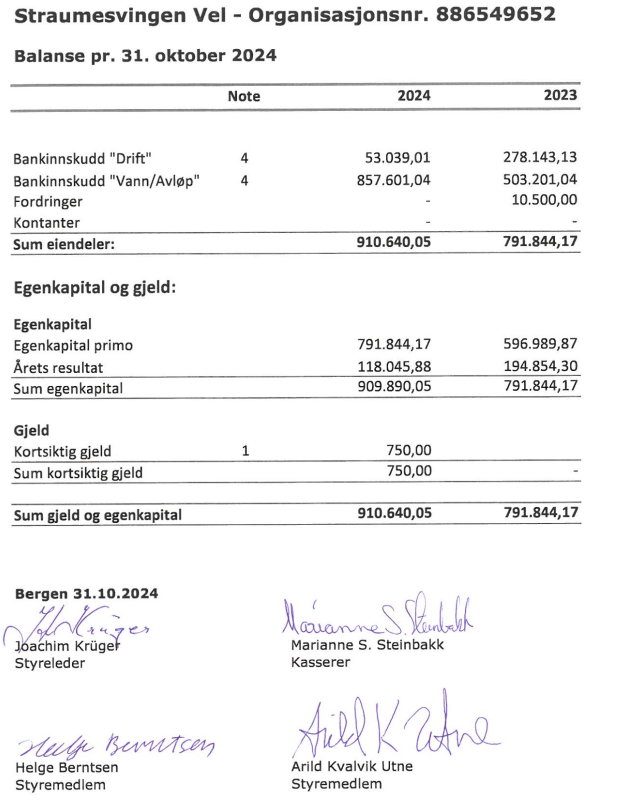 Straumesvingen Vel - Organisasjonsnr. 886549652
Balanse pr. 31. oktober 2024
Note 2024 2023
Bankinnskudd "Drift" 4 53.039,01 278.143,13
Bankinnskudd "Vann/Avløp" 4 857.601,04 503.201,04
Fordringer - 10.500,00
Kontanter - -
Sum eiendeler: 910.640,05 791.844,17
Egenkapital og gjeld:
Egenkapital
Egenkapital primo 791.844,17 596.989,87
Årets resultat 118.045,88 194.854,30
Sum egenkapital 909.890,05 791.844,17
Gjeld
Kortsiktig gjeld 1 750,00
Sum kortsiktig gjeld 750,00 -
Sum gjeld og egenkapital 910.640,05 791.844,17
Bergen 31.10.2024
Joh Krüger Marianne S. Steinbakk
Joachim Krüger Marianne S. Steinbakk
Styreleder Kasserer
Helge Berntsen Arild K Utne
Helge Berntsen Arild Kvalvik Utne
Styremedlem Styremedlem